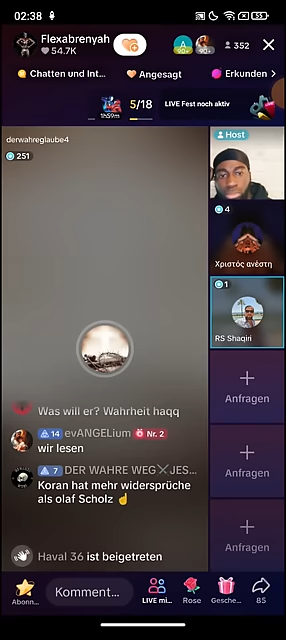 02:38
55
Flexabrenyah
54.7K
90+
90+
352
Chatten und Int...
Angesagt
Erkunden
1h59m
5/18
LIVE Fest noch aktiv
derwahreglaube4
251
Host
4
Χριστός ανέστη
1
RS Shaqiri
Anfragen
Anfragen
Anfragen
Was will er? Wahrheit haqq
14 evANGELium Nr. 2
wir lesen
7 DER WAHRE WEG⚔JES...
Koran hat mehr widersprüche
als olaf Scholz ☝
Haval 36 ist beigetreten
Abonn...
Komment...
LIVE mi...
Rose
Gesche...
85